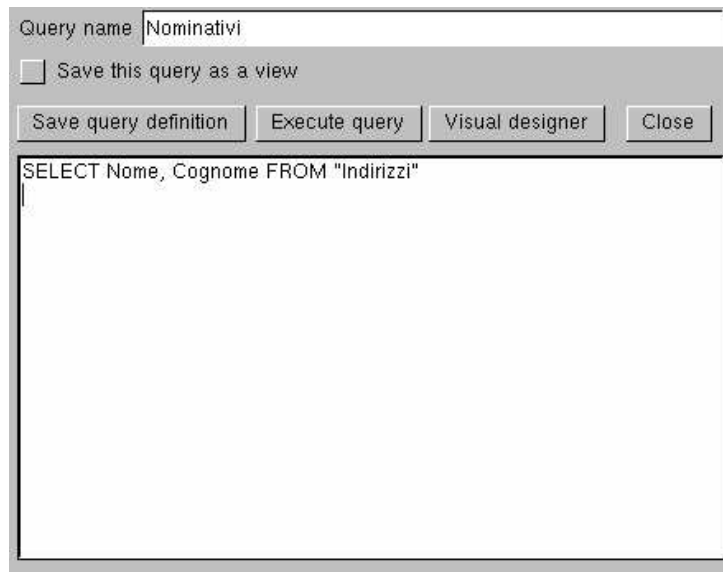 Query name Nominativi
Save this query as a view
Save query definition Execute query Visual designer Close
SELECT Nome, Cognome FROM "Indirizzi"